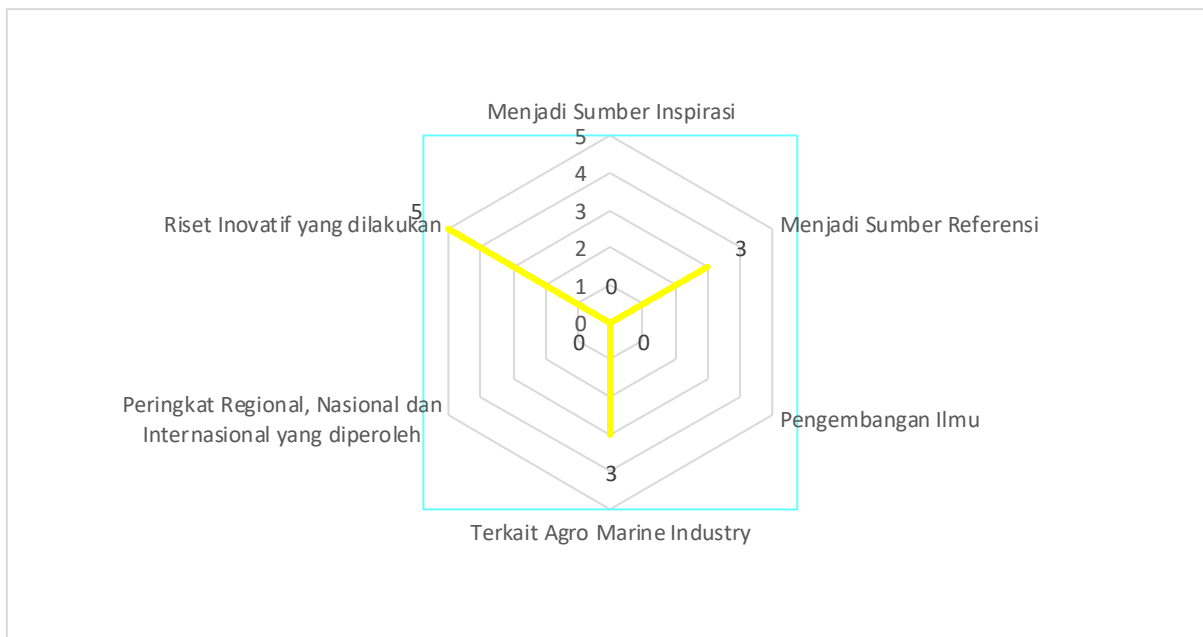 Menjadi Sumber Inspirasi
5
4
3
2
1
0
0
5
Riset Inovatif yang dilakukan
Menjadi Sumber Referensi
3
0
0
Peringkat Regional, Nasional dan
Internasional yang diperoleh
Pengembangan Ilmu
3
Terkait Agro Marine Industry